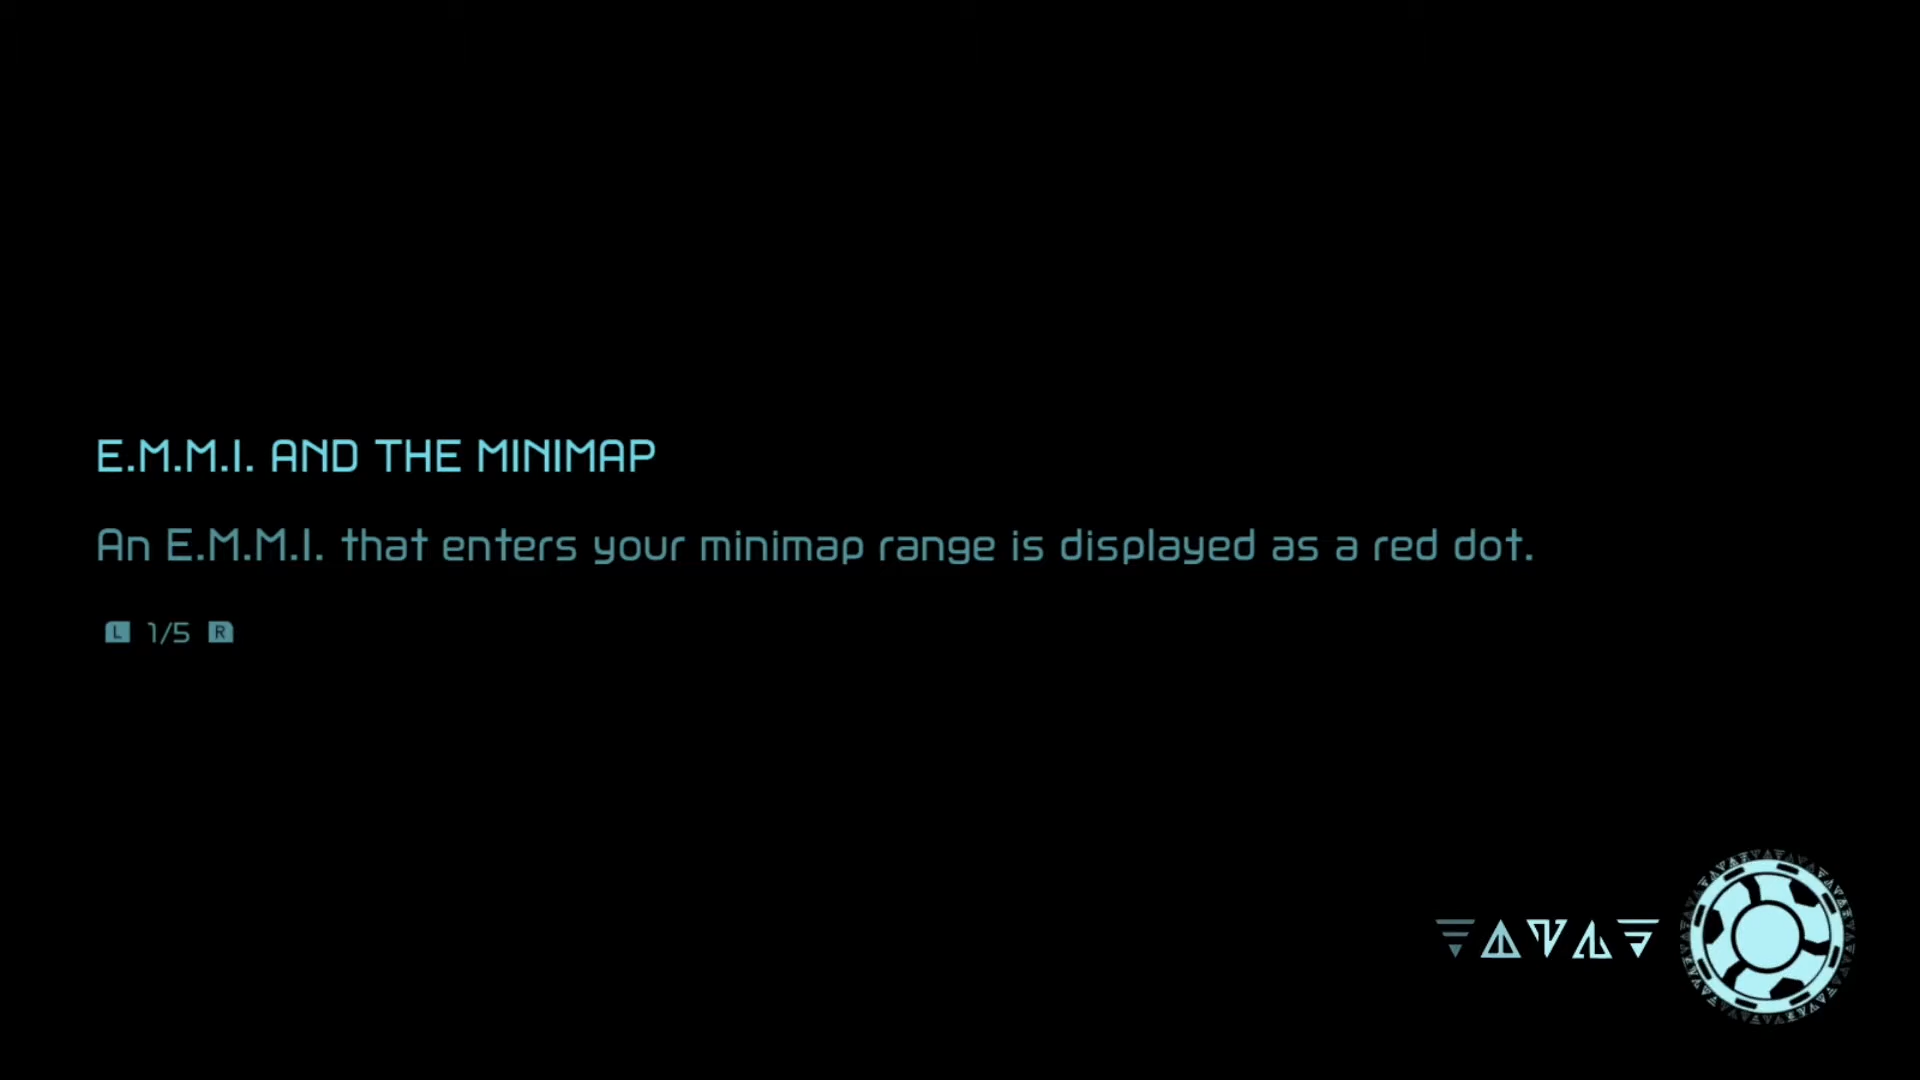 E.M.M.I. AND THE MINIMAP
An E.M.M.I. that enters your minimap range is displayed as a red dot.
L 1/5 R